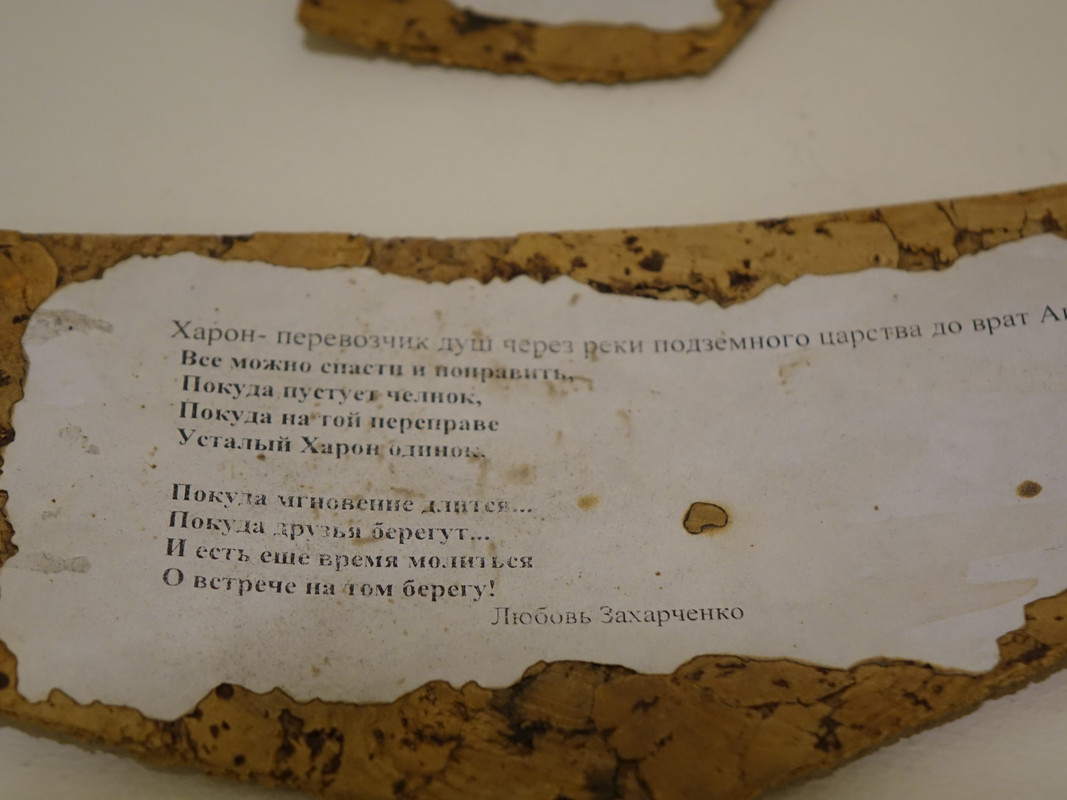 Харон- перевозчик душ через реки подземного царства до врат
Все можно спасти и поправить,
Покуда пустует челнок,
Покуда на той переправе
Усталый Харон одинок.
Покуда мгновение длится...
Покуда друзья берегут...
И есть еще время молиться
О встрече на том берегу!
Любовь Захарченко